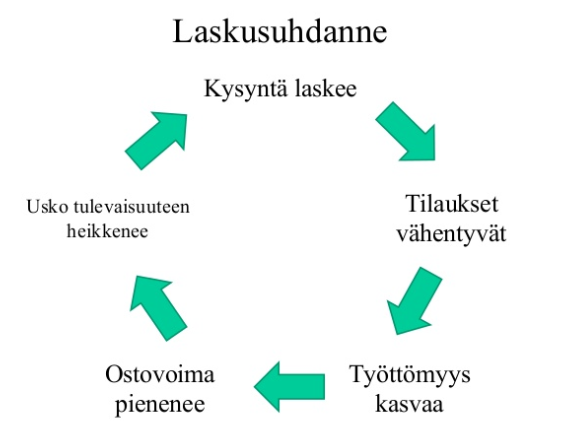 Laskusuhdanne
Kysyntä laskee
Tilaukset
vähentyvät
Työttömyys
kasvaa
Ostovoima
pienenee
Usko tulevaisuuteen
heikkenee